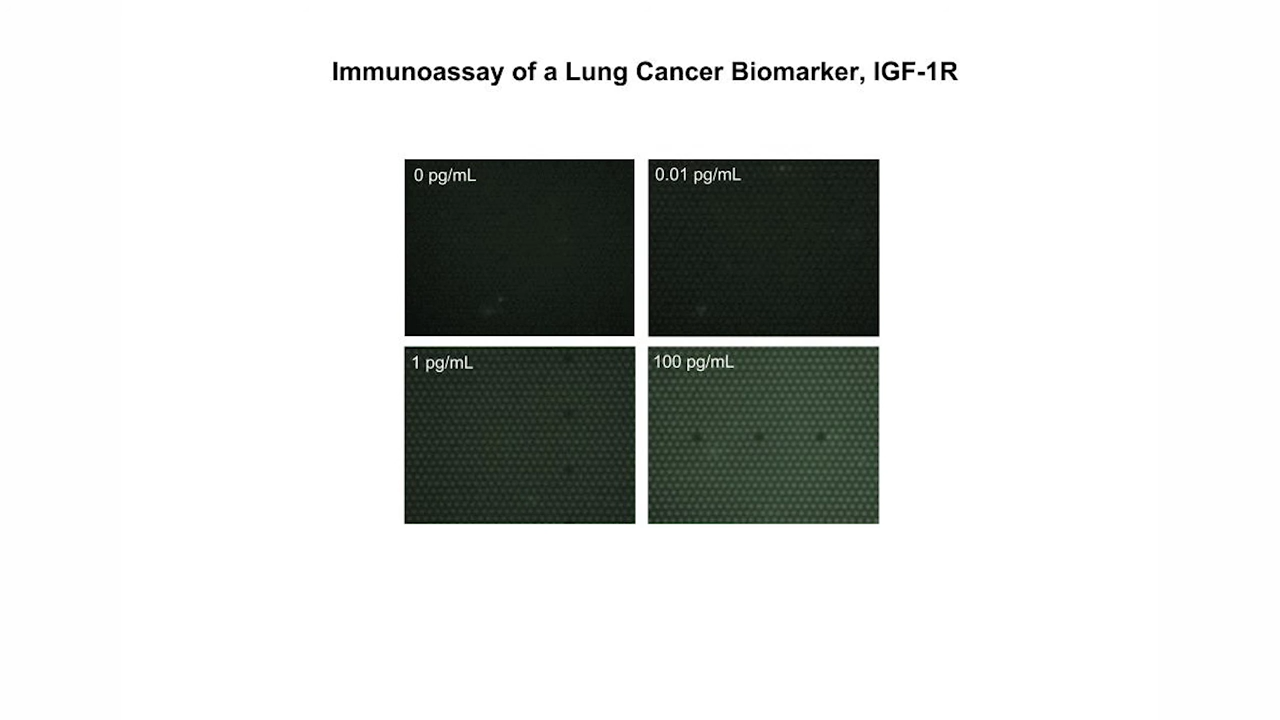 Immunoassay of a Lung Cancer Biomarker, IGF-1R
0 pg/mL
0.01 pg/mL
1 pg/mL
100 pg/mL